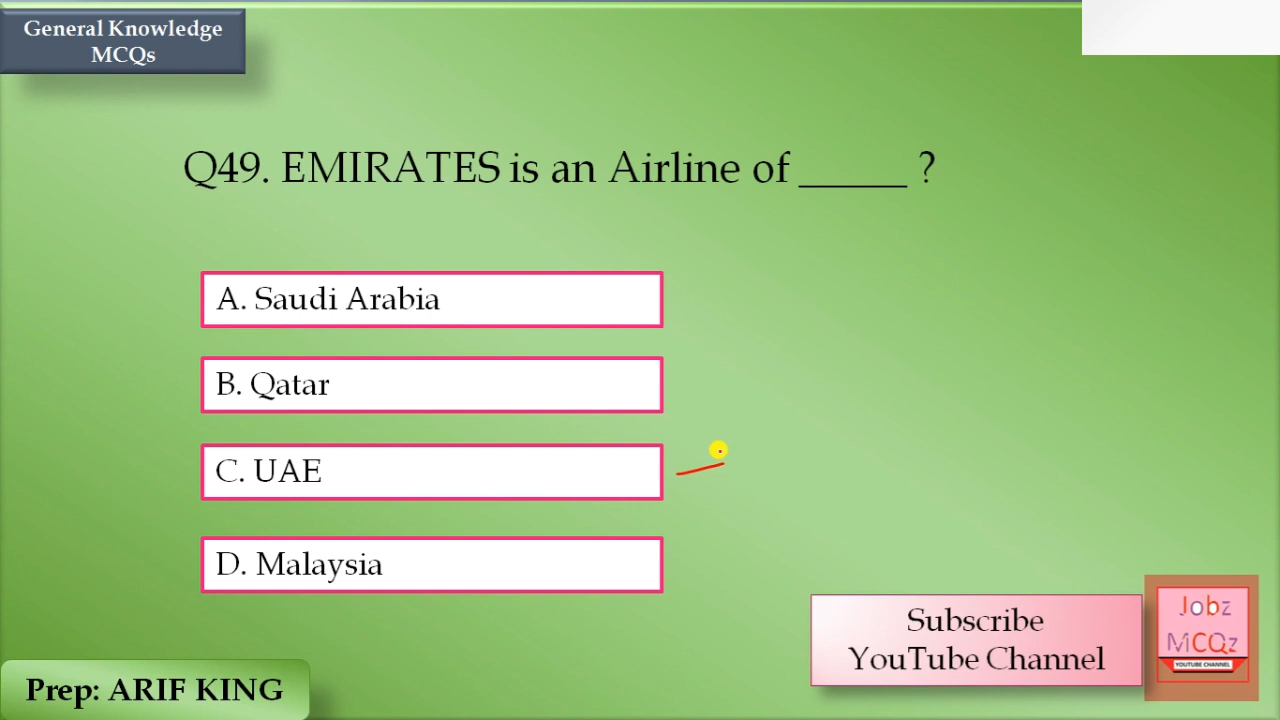 General Knowledge
MCQs
Q49. EMIRATES is an Airline of _____ ?
A. Saudi Arabia
B. Qatar
C. UAE
D. Malaysia
Subscribe
YouTube Channel
Jobz
MCQz
YOUTUBE CHANNEL
Prep: ARIF KING